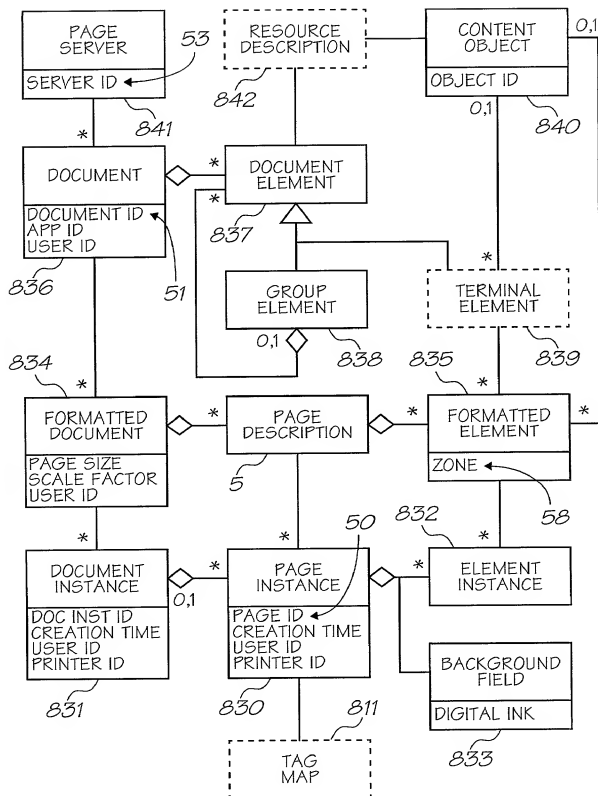 PAGE
SERVER
SERVER ID
53
841
*
RESOURCE
DESCRIPTION
842
CONTENT
OBJECT
OBJECT ID
0,1
0,1
840
DOCUMENT
DOCUMENT ID
APP ID
USER ID
836
51
*
*
DOCUMENT
ELEMENT
837
GROUP
ELEMENT
0,1
838
*
TERMINAL
ELEMENT
839
834
*
FORMATTED
DOCUMENT
PAGE SIZE
SCALE FACTOR
USER ID
*
PAGE
DESCRIPTION
5
835
*
*
FORMATTED
ELEMENT
*
ZONE
58
*
DOCUMENT
INSTANCE
DOC INST ID
CREATION TIME
USER ID
PRINTER ID
831
0,1
*
*
50
PAGE
INSTANCE
PAGE ID
CREATION TIME
USER ID
PRINTER ID
830
832
*
*
ELEMENT
INSTANCE
BACKGROUND
FIELD
DIGITAL INK
833
811
TAG
MAP